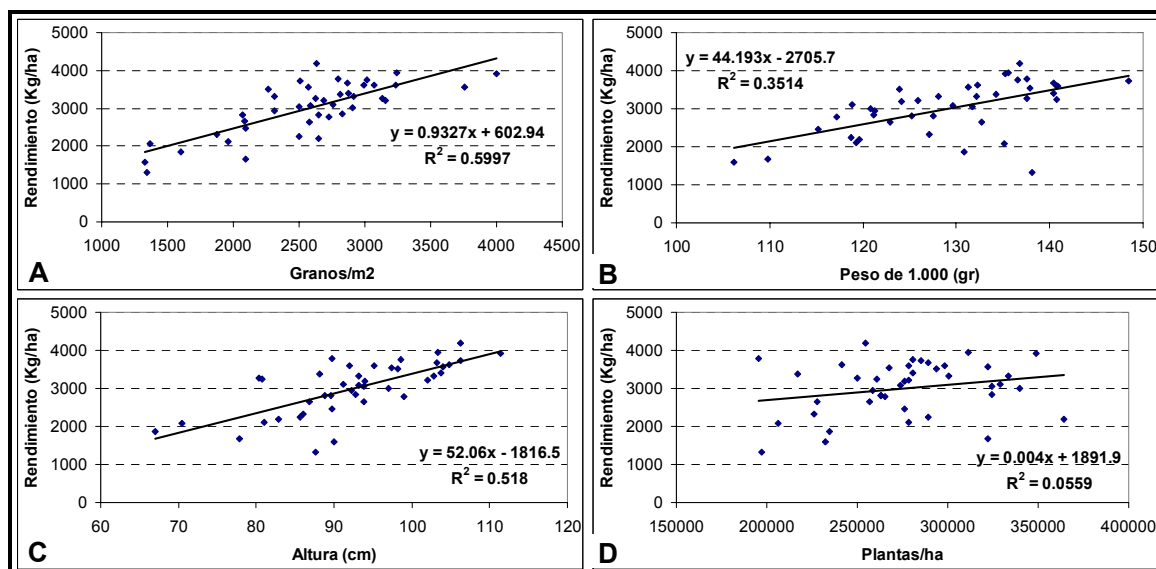 5000
4000
3000
2000
1000
0
Rendimiento (Kg/ha)
y = 0.9327x + 602.94
R2 = 0.5997
1000 1500 2000 2500 3000 3500 4000 4500
Granos/m2
A
5000
4000
3000
2000
1000
0
Rendimiento (Kg/ha)
y = 44.193x - 2705.7
R2 = 0.3514
100 110 120 130 140 150
Peso de 1.000 (gr)
B
5000
4000
3000
2000
1000
0
Rendimiento (Kg/ha)
y = 52.06x - 1816.5
R2 = 0.518
60 70 80 90 100 110 120
Altura (cm)
C
5000
4000
3000
2000
1000
0
Rendimiento (Kg/ha)
y = 0.004x + 1891.9
R2 = 0.0559
150000 200000 250000 300000 350000 400000
Plantas/ha
D